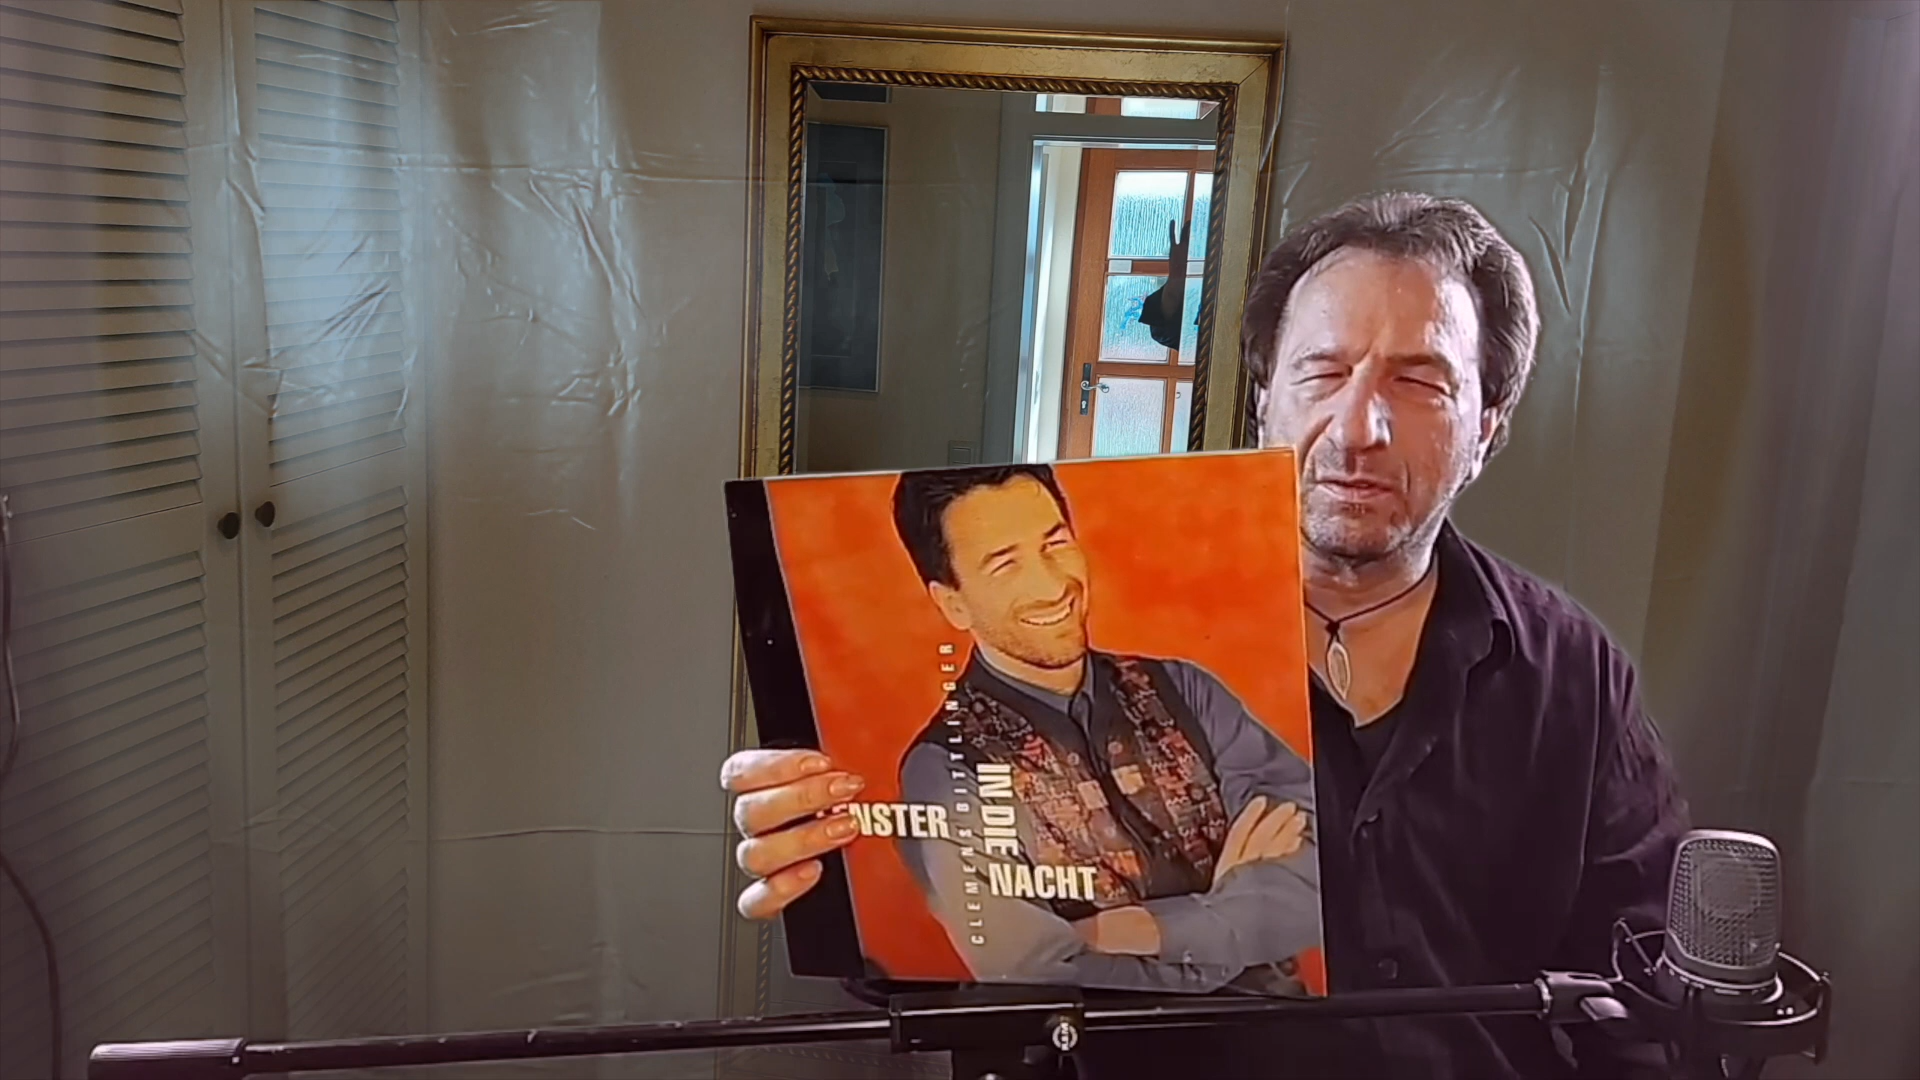 CLEMENS BITTLINGER
ENSTER
IN DIE
NACHT
K&M